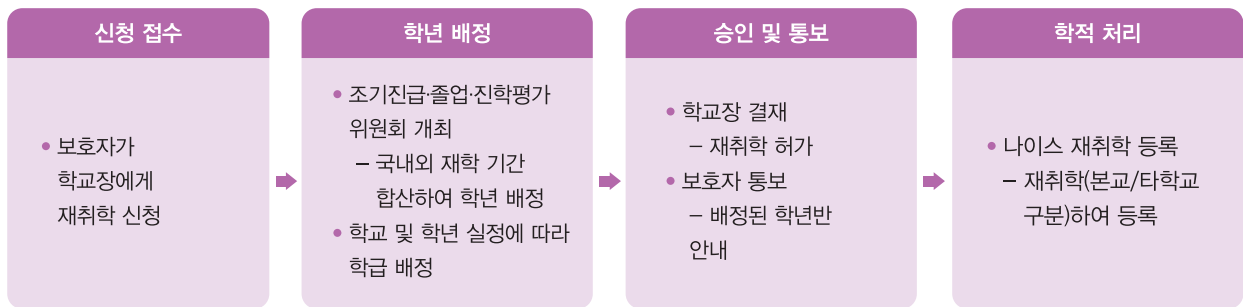 신청 접수
• 보호자가
학교장에게
재취학 신청
학년 배정
• 조기진급·졸업·진학평가
위원회 개최
– 국내외 재학 기간
합산하여 학년 배정
• 학교 및 학년 실정에 따라
학급 배정
승인 및 통보
• 학교장 결재
– 재취학 허가
• 보호자 통보
– 배정된 학년반
안내
학적 처리
• 나이스 재취학 등록
– 재취학(본교/타학교
구분)하여 등록